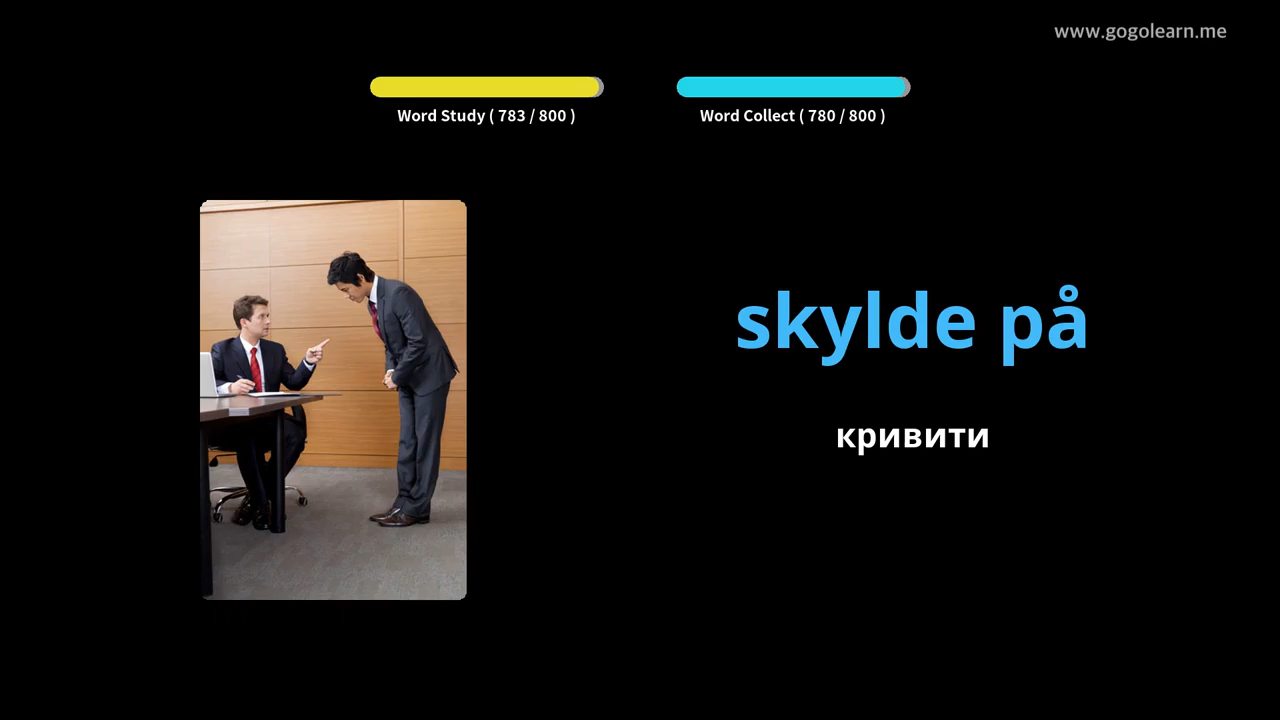 www.gogolearn.me
Word Study ( 783 / 800 )
Word Collect ( 780 / 800 )
skylde på
кривити